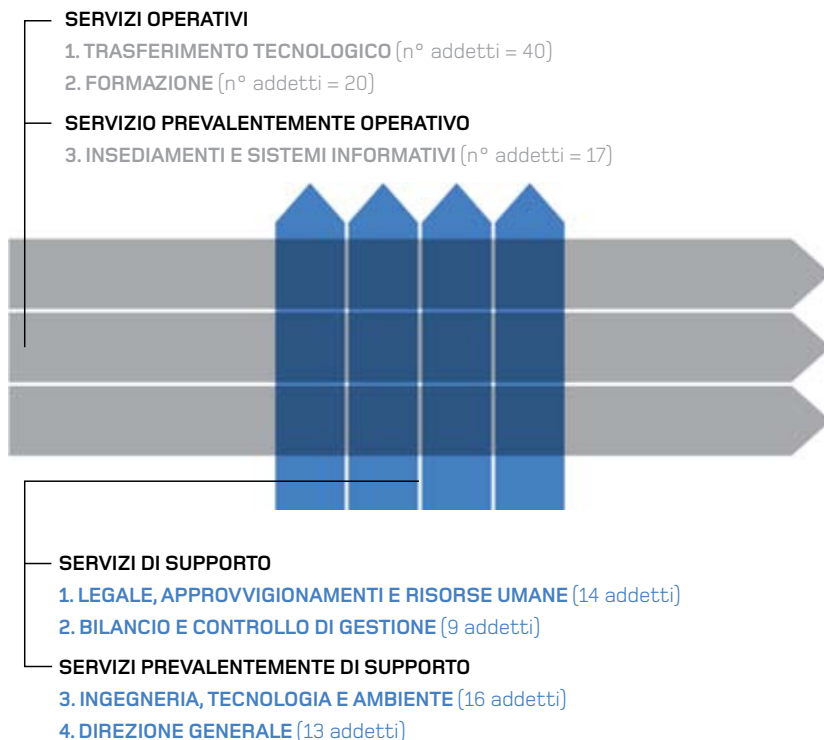 SERVIZI OPERATIVI
1. TRASFERIMENTO TECNOLOGICO (n° addetti = 40)
2. FORMAZIONE (n° addetti = 20)
SERVIZIO PREVALENTEMENTE OPERATIVO
3. INSEDIAMENTI E SISTEMI INFORMATIVI (n° addetti = 17)
SERVIZI DI SUPPORTO
1. LEGALE, APPROVVIGIONAMENTI E RISORSE UMANE (14 addetti)
2. BILANCIO E CONTROLLO DI GESTIONE (9 addetti)
SERVIZI PREVALENTEMENTE DI SUPPORTO
3. INGEGNERIA, TECNOLOGIA E AMBIENTE (16 addetti)
4. DIREZIONE GENERALE (13 addetti)